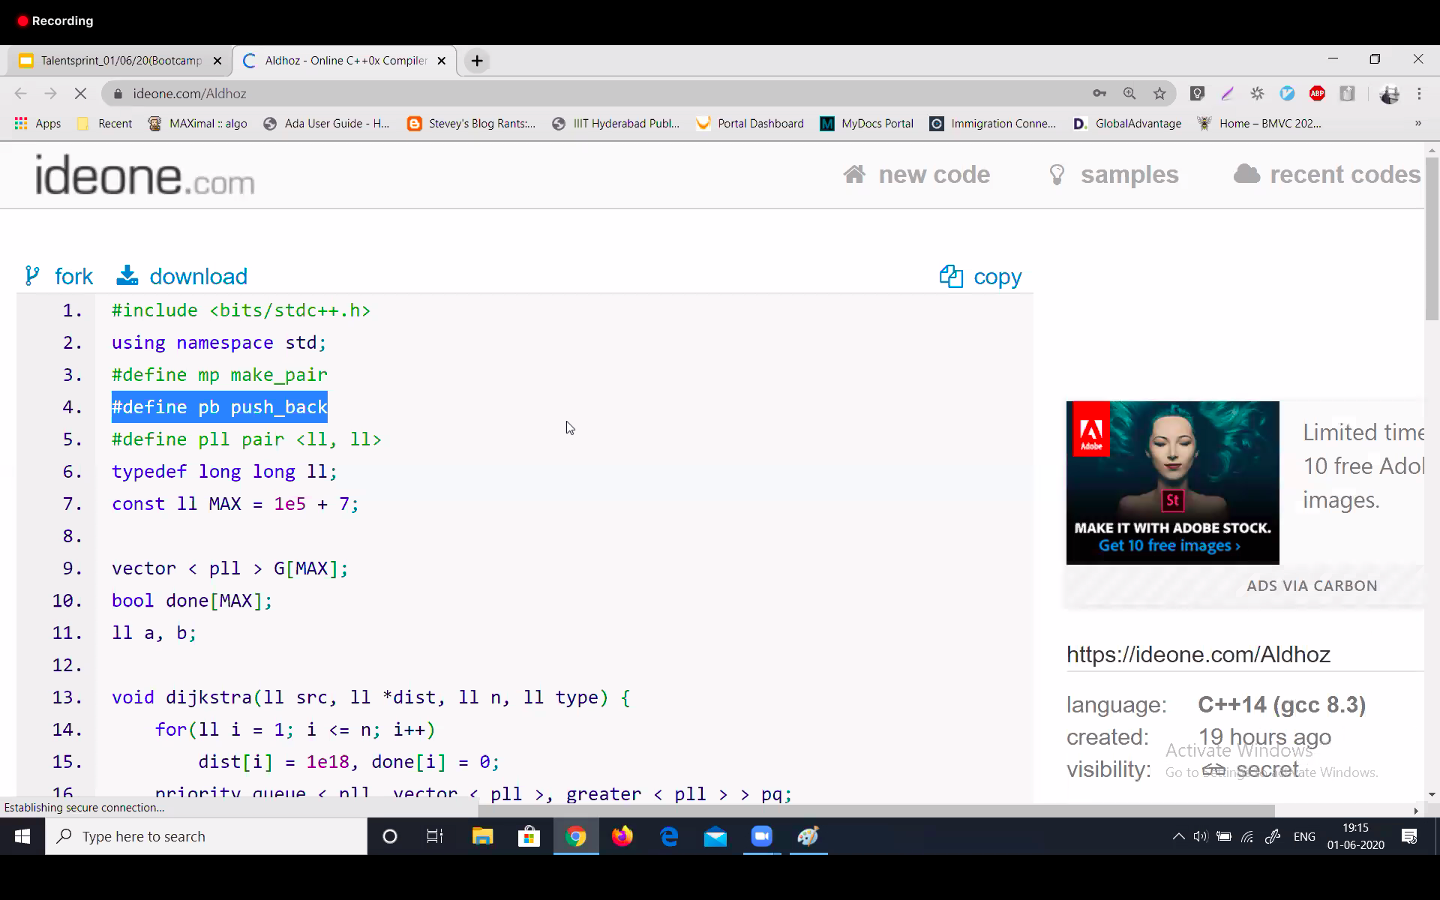 Recording
Talentsprint_01/06/20(Bootcamp
Aldhoz - Online C++0x Compiler
ideone.com/Aldhoz
ABP
Apps
Recent
MAXimal :: algo
Ada User Guide - H...
Stevey's Blog Rants:...
IIIT Hyderabad Publ...
Portal Dashboard
MyDocs Portal
Immigration Conne...
GlobalAdvantage
Home – BMVC 202...
»
ideone.com
new code
samples
recent codes
fork
download
copy
1. #include <bits/stdc++.h>
2. using namespace std;
3. #define mp make_pair
4. #define pb push_back
5. #define pll pair <ll, ll>
6. typedef long long ll;
7. const ll MAX = 1e5 + 7;
8.
9. vector < pll > G[MAX];
10. bool done[MAX];
11. ll a, b;
12.
13. void dijkstra(ll src, ll *dist, ll n, ll type) {
14. for(ll i = 1; i <= n; i++)
15. dist[i] = 1e18, done[i] = 0;
16. priority_queue < pll, vector < pll >, greater < pll > > pq;
Adobe
St
MAKE IT WITH ADOBE STOCK.
Get 10 free images ›
Limited time
10 free Adol
images.
ADS VIA CARBON
https://ideone.com/Aldhoz
language: C++14 (gcc 8.3)
created: 19 hours ago
visibility: secret
Activate Windows
Go to Settings to activate Windows.
Establishing secure connection...
Type here to search
ENG
19:15
01-06-2020